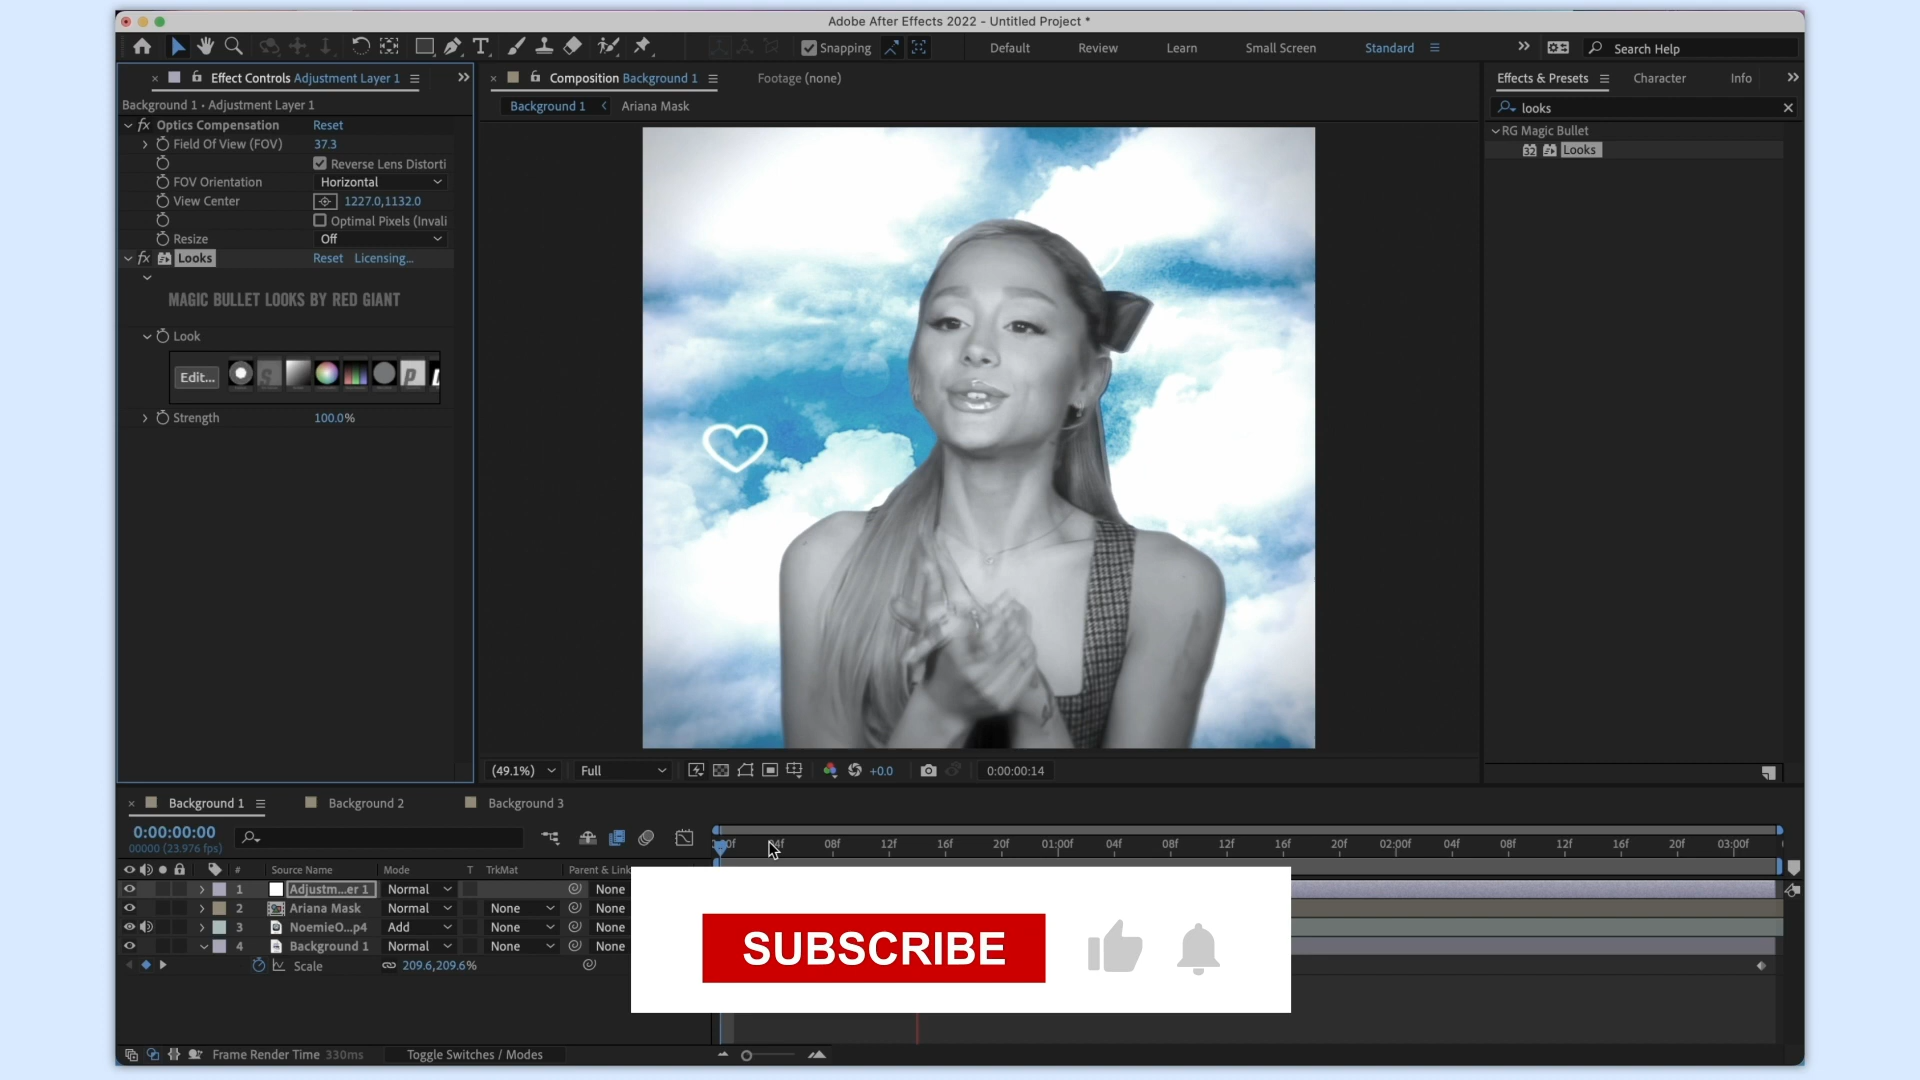 Adobe After Effects 2022 - Untitled Project *
Snapping
Default
Review
Learn
Small Screen
Standard
Search Help
Effect Controls Adjustment Layer 1
Composition Background 1
Footage (none)
Effects & Presets
Character
Info
Background 1 • Adjustment Layer 1
Background 1
Ariana Mask
looks
fx Optics Compensation Reset
Field Of View (FOV) 37.3
Reverse Lens Distorti
FOV Orientation Horizontal
View Center 1227.0,1132.0
Optimal Pixels (Invali
Resize Off
fx Looks Reset Licensing...
MAGIC BULLET LOOKS BY RED GIANT
Look
Edit...
Strength 100.0%
RG Magic Bullet
32 Looks
(49.1%) Full +0.0 0:00:00:14
Background 1
Background 2
Background 3
0:00:00:00
00000 (23.976 fps)
04f 08f 12f 16f 20f 01:00f 04f 08f 12f 16f 20f 02:00f 04f 08f 12f 16f 20f 03:00f
# Source Name Mode T TrkMat Parent & Link
1 Adjustm...er 1 Normal None
2 Ariana Mask Normal None None
3 NoemieO...p4 Add None None
4 Background 1 Normal None None
Scale 209.6,209.6%
SUBSCRIBE
Frame Render Time 330ms
Toggle Switches / Modes